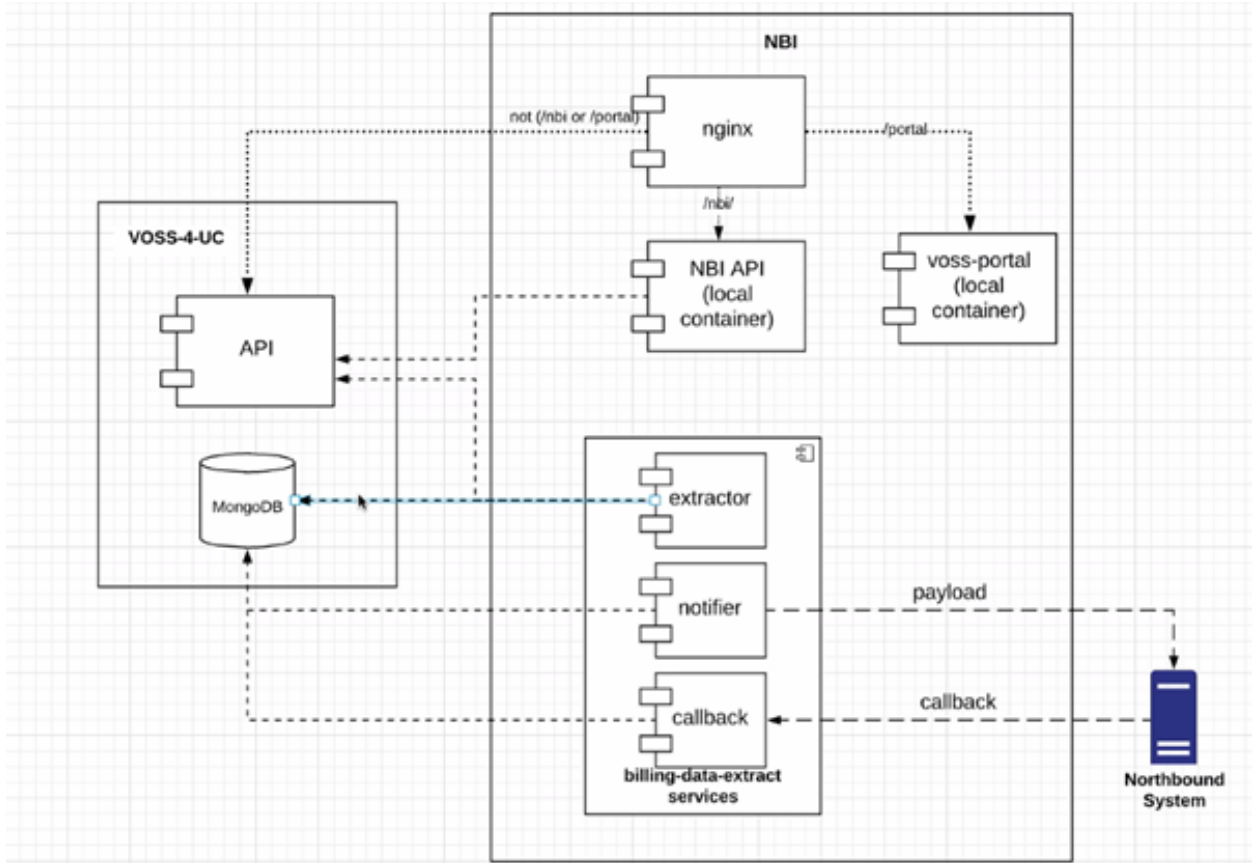 NBI
not (/nbi or /portal)
nginx
/portal
/nbi/
VOSS-4-UC
NBI API
(local
container)
voss-portal
(local
container)
API
MongoDB
extractor
notifier
payload
callback
callback
billing-data-extract
services
Northbound
System